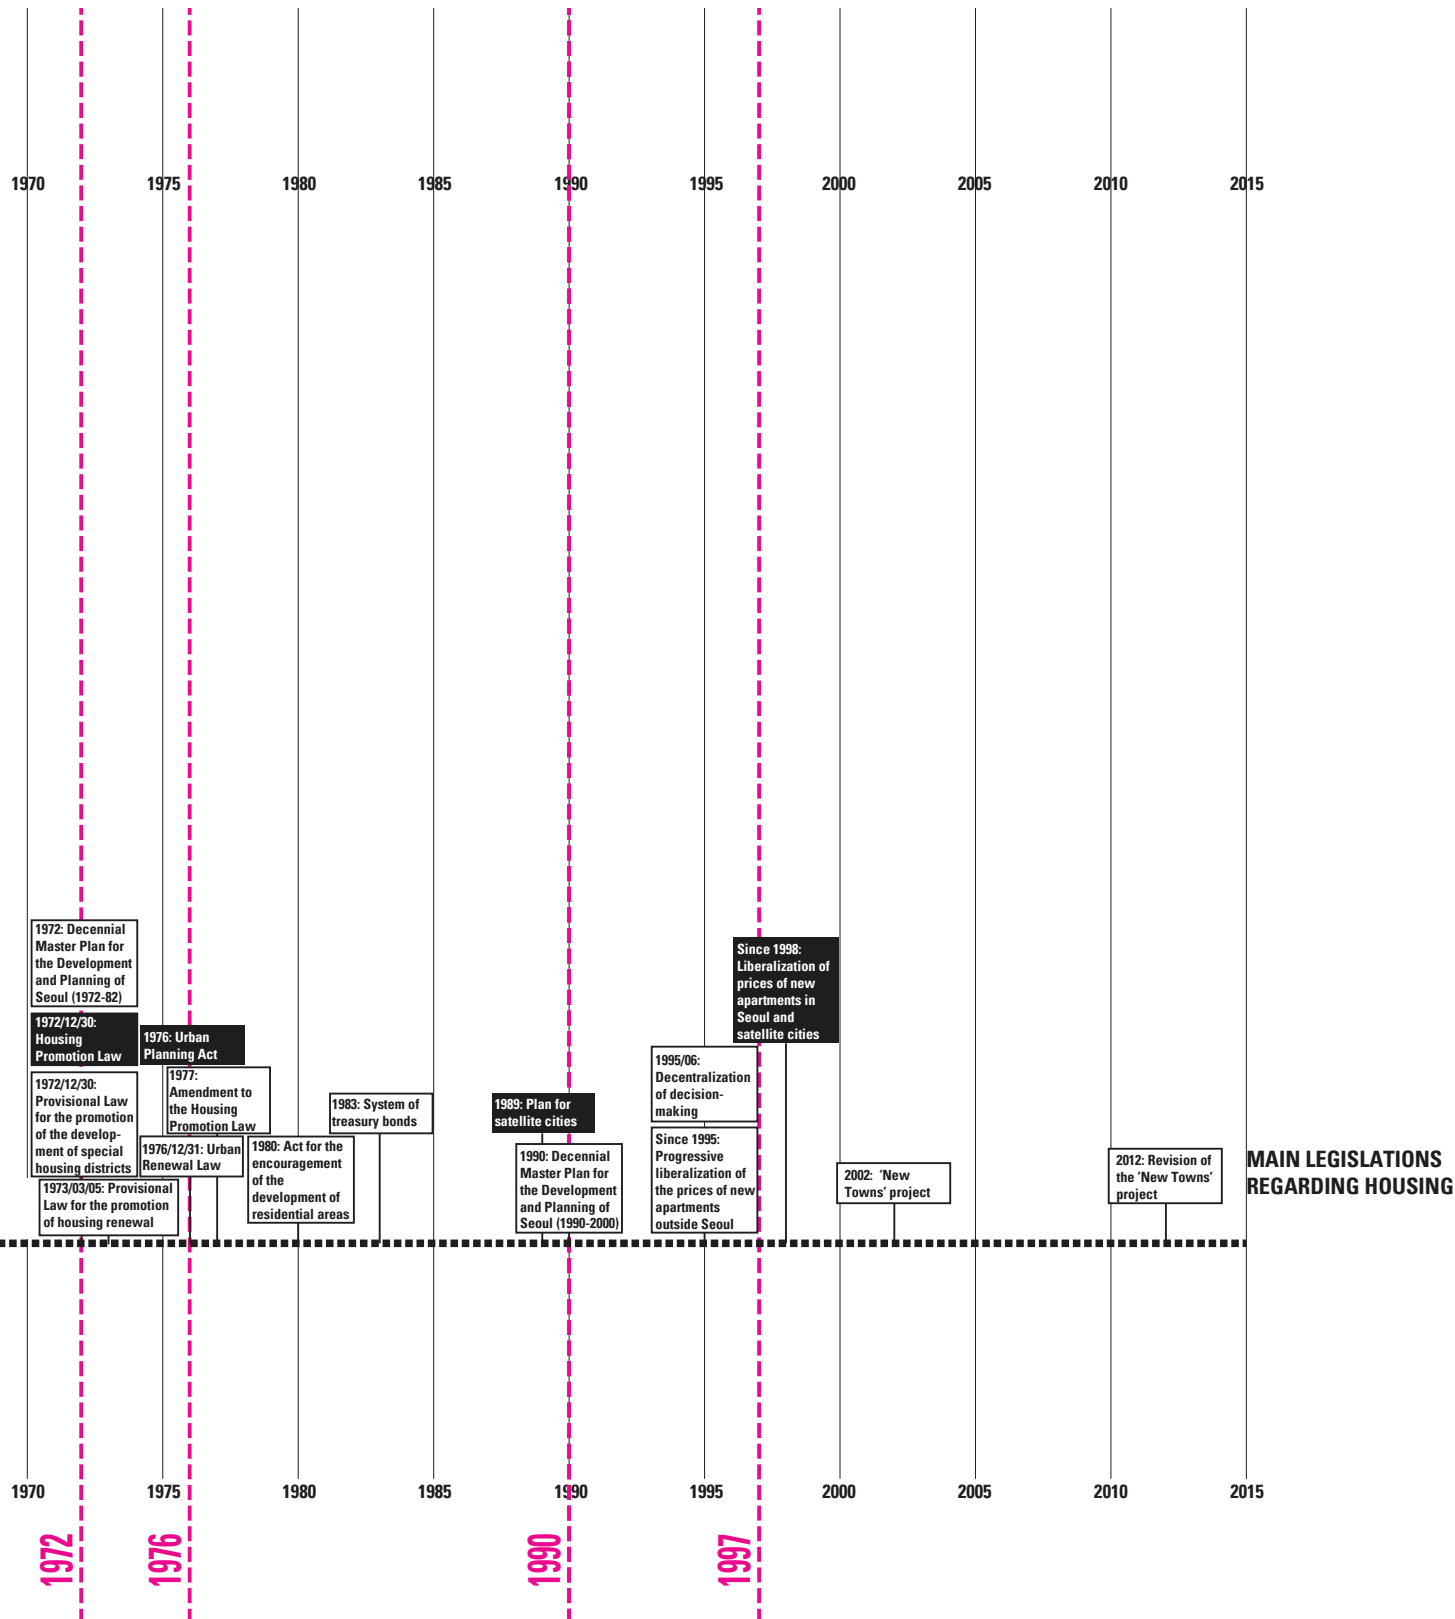 1970 1975 1980 1985 1990 1995 2000 2005 2010 2015
1972: Decennial
Master Plan for
the Development
and Planning of
Seoul (1972-82)
1972/12/30:
Housing
Promotion Law
1972/12/30:
Provisional Law
for the promotion
of the develop-
ment of special
housing districts
1973/03/05: Provisional
Law for the promotion
of housing renewal
1976: Urban
Planning Act
1977:
Amendment to
the Housing
Promotion Law
1976/12/31: Urban
Renewal Law
1980: Act for the
encouragement
of the
development of
residential areas
1983: System of
treasury bonds
1989: Plan for
satellite cities
1990: Decennial
Master Plan for
the Development
and Planning of
Seoul (1990-2000)
Since 1998:
Liberalization of
prices of new
apartments in
Seoul and
satellite cities
1995/06:
Decentralization
of decision-
making
Since 1995:
Progressive
liberalization of
the prices of new
apartments
outside Seoul
2002: ‘New
Towns’ project
2012: Revision of
the ‘New Towns’
project
MAIN LEGISLATIONS
REGARDING HOUSING
1970 1975 1980 1985 1990 1995 2000 2005 2010 2015
1972
1976
1990
1997